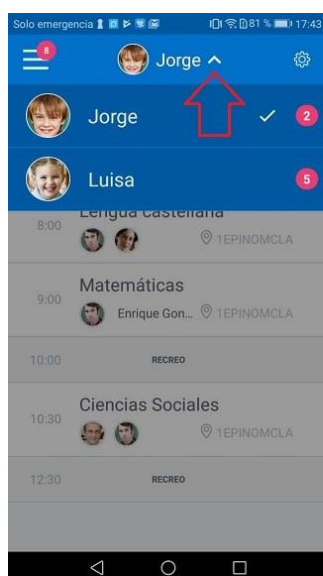 Solo emergencia 81 % 17:43
8
Jorge
Jorge 2
Luisa 5
8:00 Lengua castellana
1EPINOMCLA
Matemáticas
9:00
Enrique Gon... 1EPINOMCLA
10:00 RECREO
Ciencias Sociales
10:30
1EPINOMCLA
12:30 RECREO